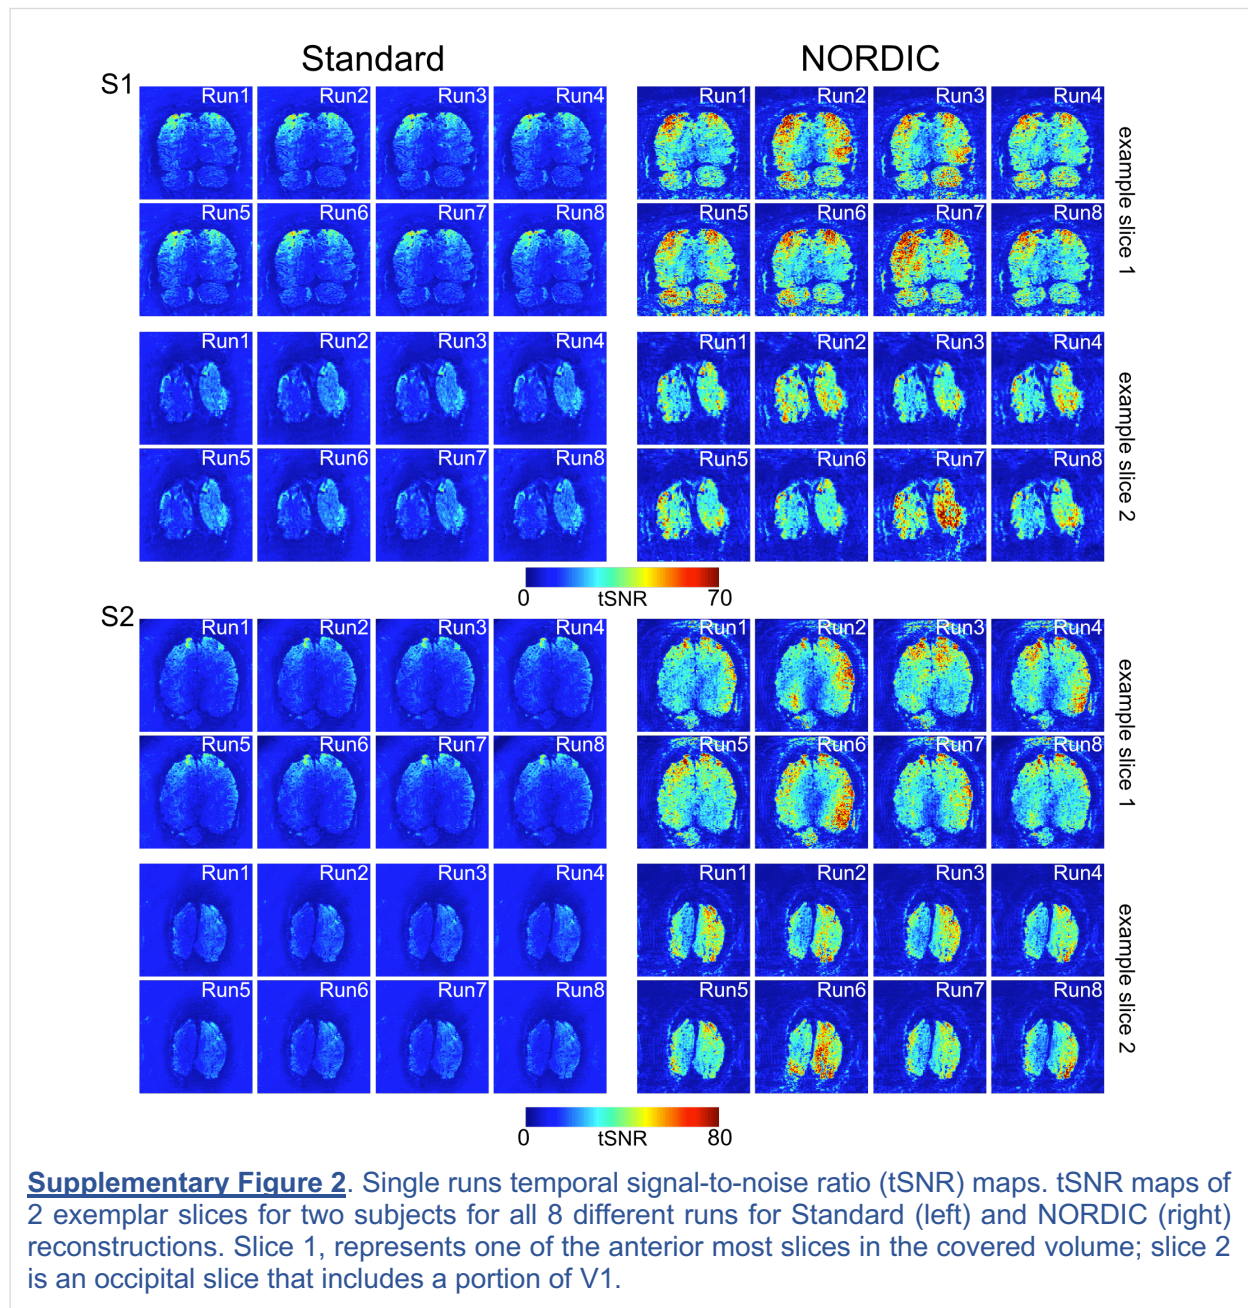 Standard NORDIC
S1
Run1 Run2 Run3 Run4 Run1 Run2 Run3 Run4
example slice 1
Run5 Run6 Run7 Run8 Run5 Run6 Run7 Run8
Run1 Run2 Run3 Run4 Run1 Run2 Run3 Run4
example slice 2
Run5 Run6 Run7 Run8 Run5 Run6 Run7 Run8
0 tSNR 70
S2
Run1 Run2 Run3 Run4 Run1 Run2 Run3 Run4
example slice 1
Run5 Run6 Run7 Run8 Run5 Run6 Run7 Run8
Run1 Run2 Run3 Run4 Run1 Run2 Run3 Run4
example slice 2
Run5 Run6 Run7 Run8 Run5 Run6 Run7 Run8
0 tSNR 80
Supplementary Figure 2. Single runs temporal signal-to-noise ratio (tSNR) maps. tSNR maps of
2 exemplar slices for two subjects for all 8 different runs for Standard (left) and NORDIC (right)
reconstructions. Slice 1, represents one of the anterior most slices in the covered volume; slice 2
is an occipital slice that includes a portion of V1.